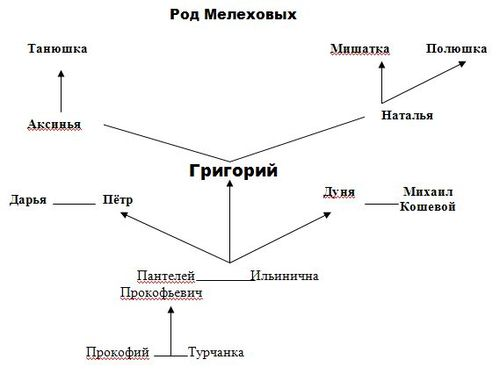 Род Мелеховых
Танюшка
Мишатка
Полюшка
Аксинья
Наталья
Григорий
Дарья
Пётр
Дуня
Михаил
Кошевой
Пантелей
Прокофьевич
Ильинична
Прокофий
Турчанка